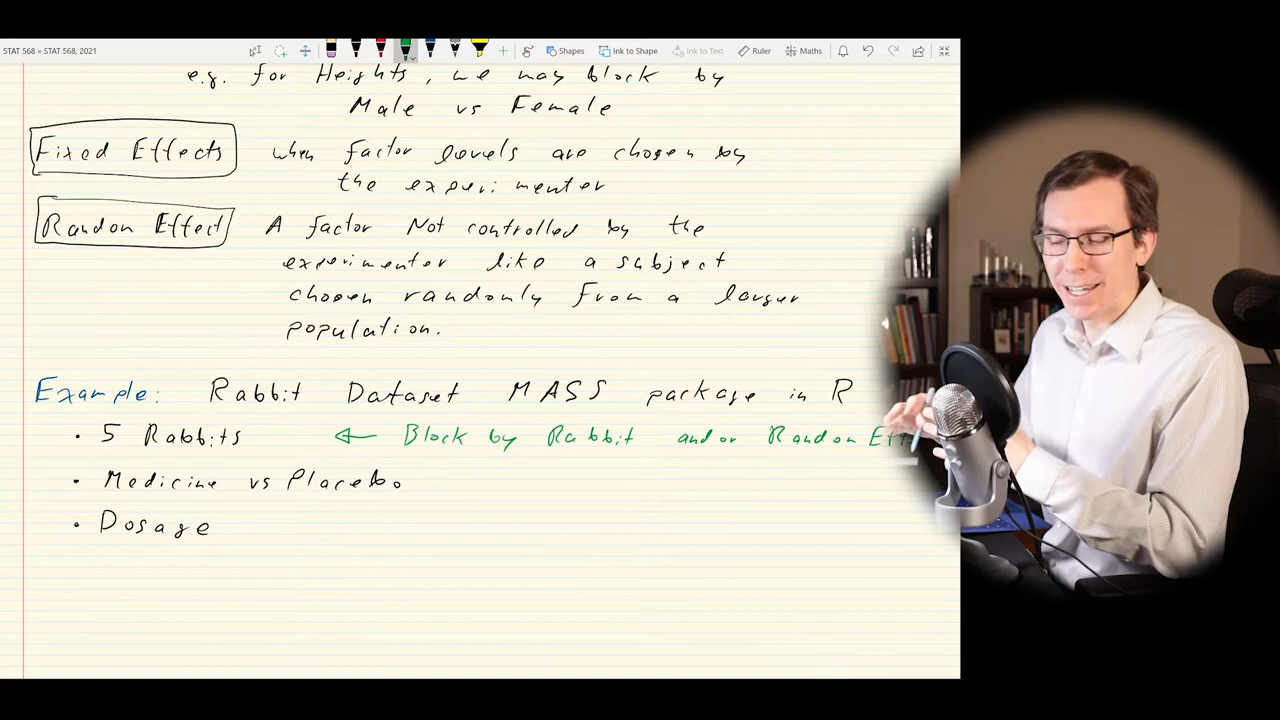 STAT 568 » STAT 568, 2021
Shapes Ink to Shape Ink to Text Ruler Maths
e.g. for Heights, we may block by
Male vs Female
Fixed Effects when factor levels are chosen by
the experimenter
Random Effect A factor Not controlled by the
experimenter like a subject
chosen randomly from a larger
population.
Example: Rabbit Dataset MASS package in R
• 5 Rabbits ← Block by Rabbit and/or Random Eff
• Medicine vs Placebo
• Dosage